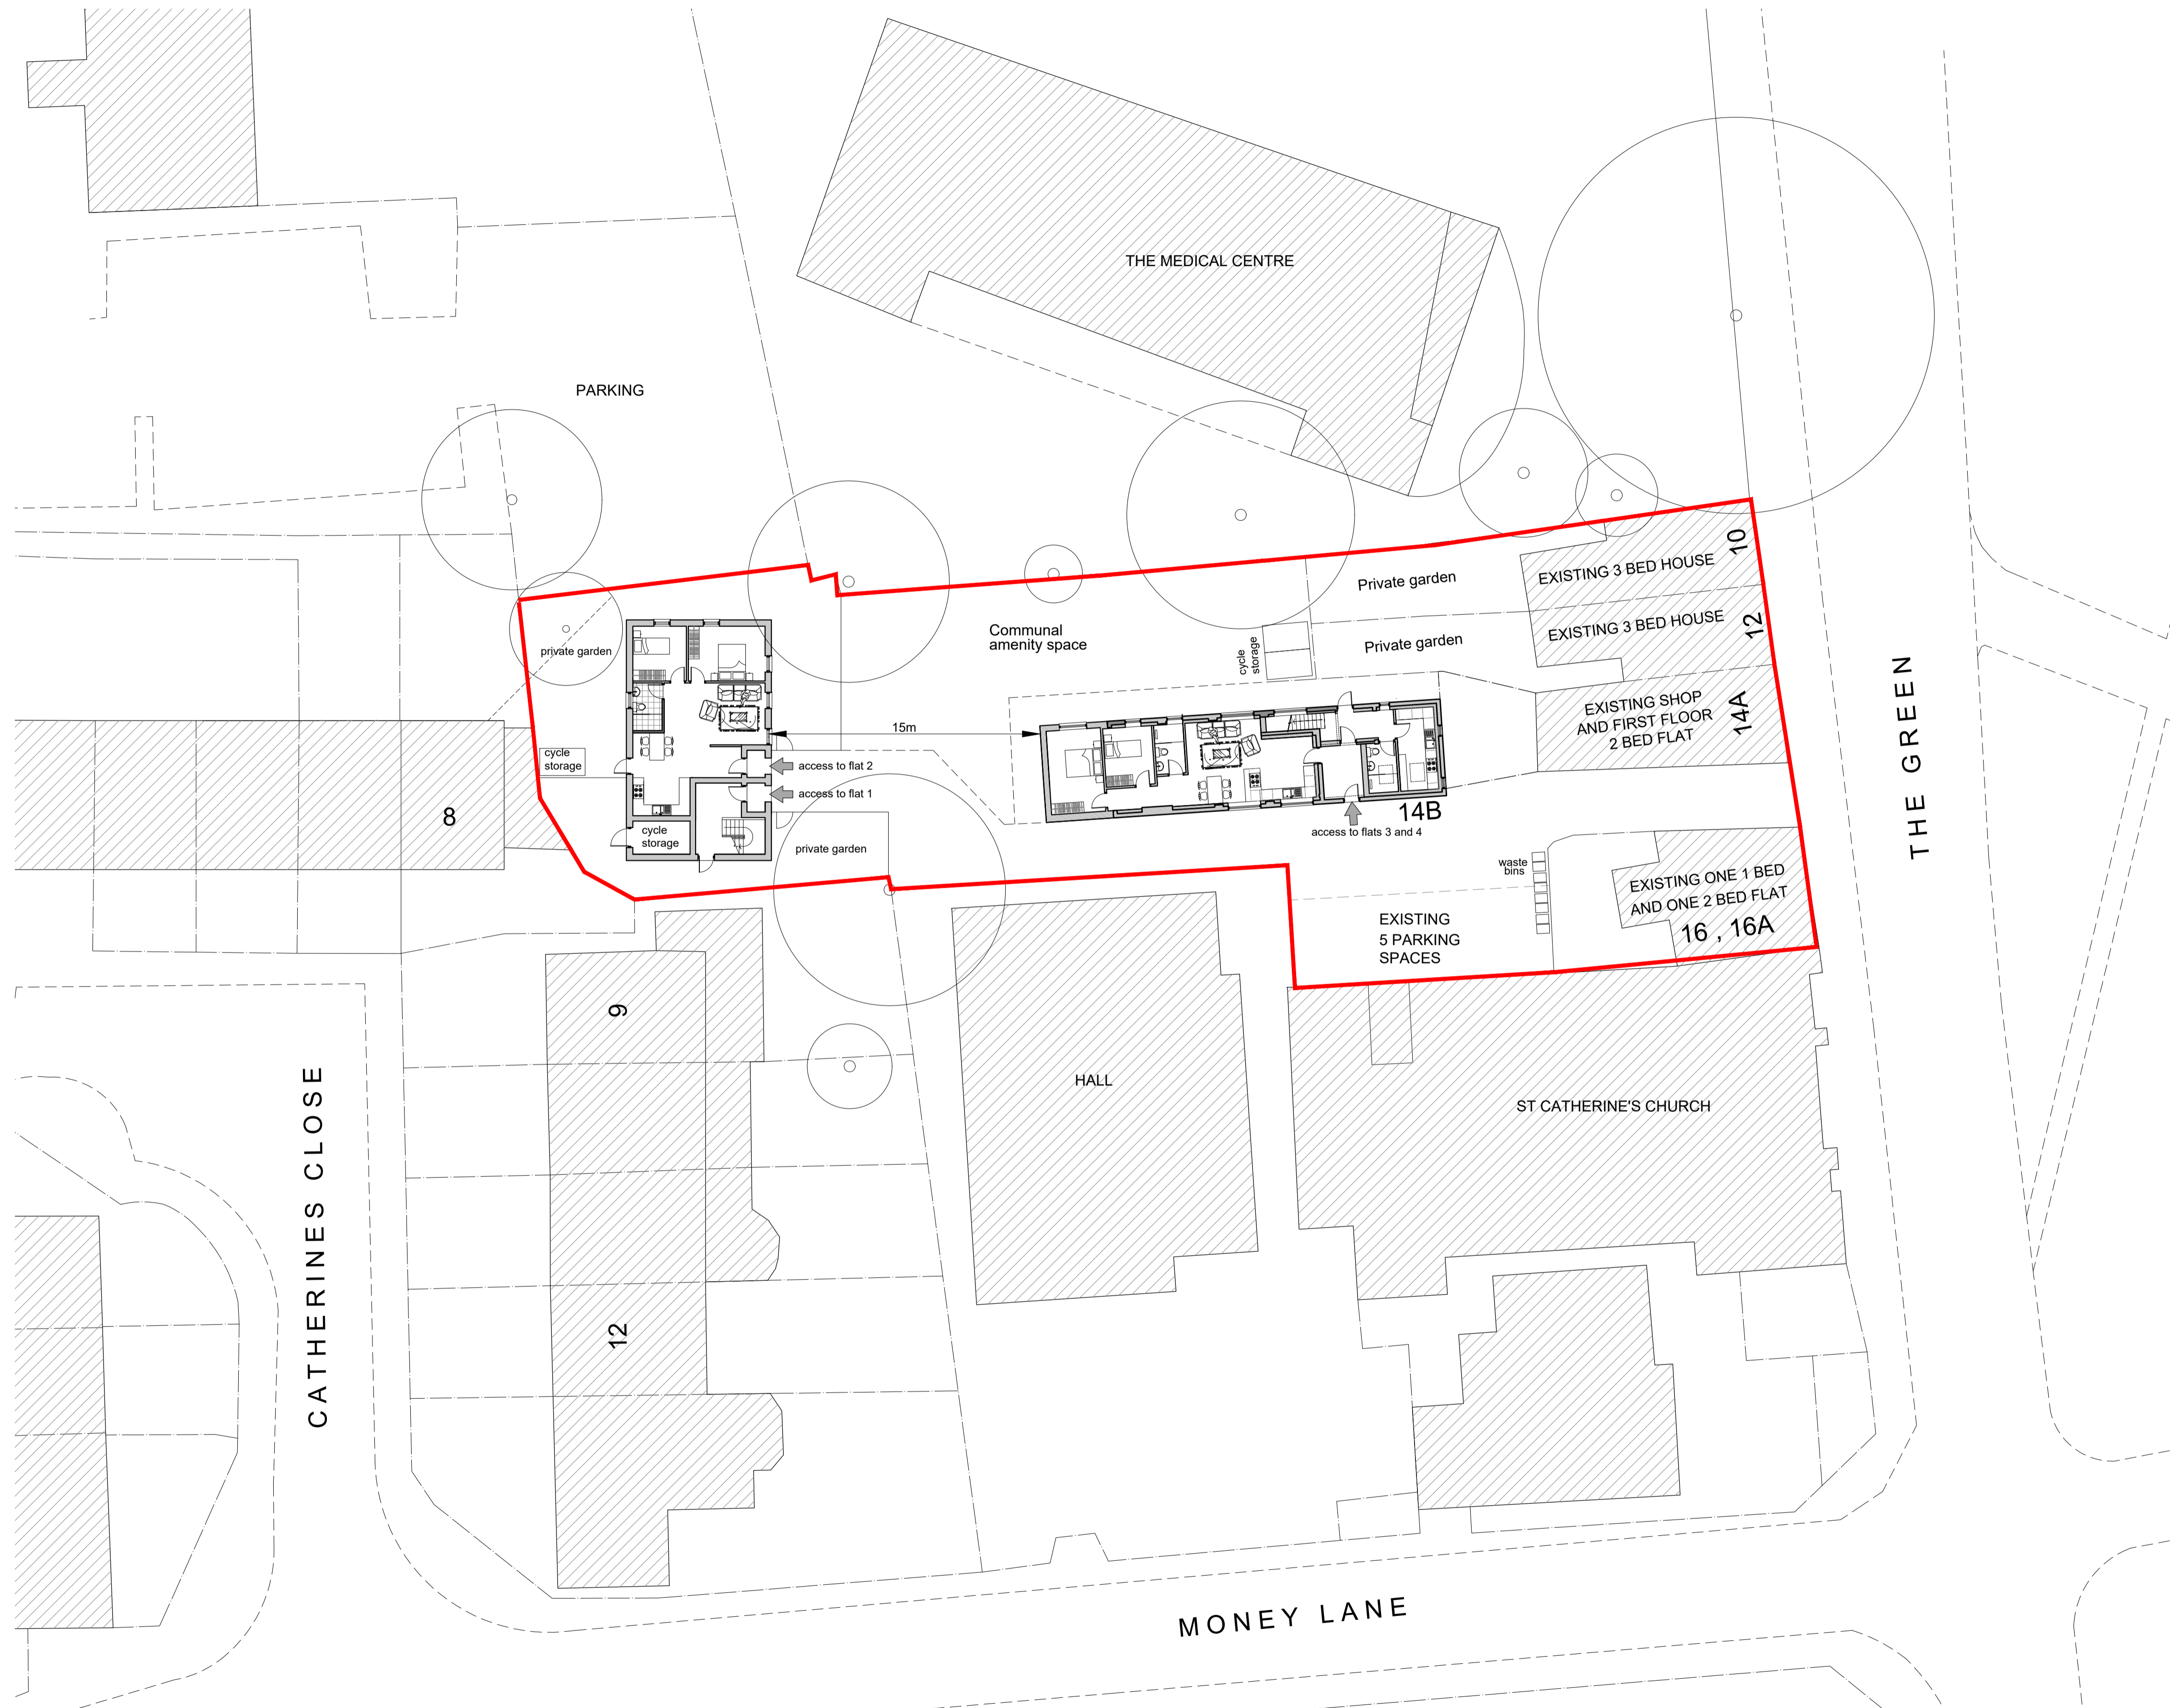 THE MEDICAL CENTRE
PARKING
10
EXISTING 3 BED HOUSE
Private garden
12
EXISTING 3 BED HOUSE
Private garden
Communal
amenity space
cycle
storage
private garden
EXISTING SHOP
AND FIRST FLOOR
2 BED FLAT
14A
THE GREEN
15m
cycle
storage
access to flat 2
access to flat 1
8
cycle
storage
private garden
14B
access to flats 3 and 4
waste
bins
EXISTING ONE 1 BED
AND ONE 2 BED FLAT
16 , 16A
EXISTING
5 PARKING
SPACES
9
HALL
ST CATHERINE'S CHURCH
CATHERINES CLOSE
12
MONEY LANE